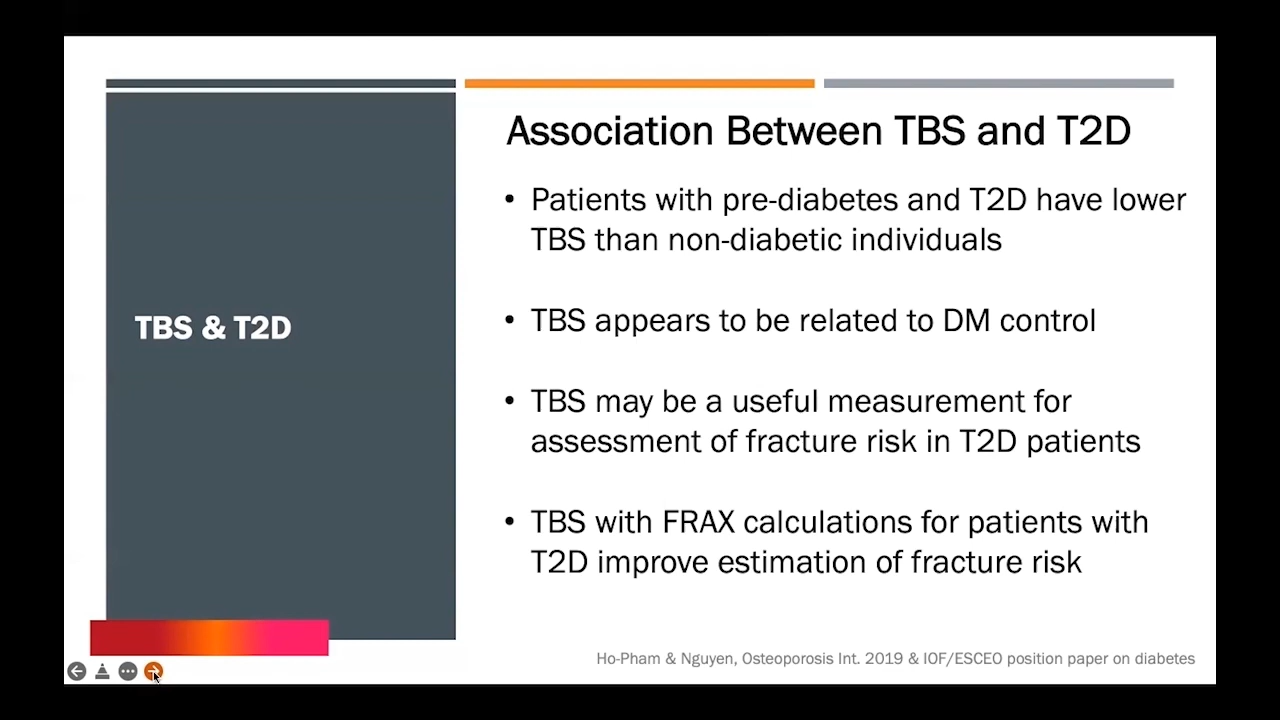 TBS & T2D
Association Between TBS and T2D
• Patients with pre-diabetes and T2D have lower
TBS than non-diabetic individuals
• TBS appears to be related to DM control
• TBS may be a useful measurement for
assessment of fracture risk in T2D patients
• TBS with FRAX calculations for patients with
T2D improve estimation of fracture risk
Ho-Pham & Nguyen, Osteoporosis Int. 2019 & IOF/ESCEO position paper on diabetes